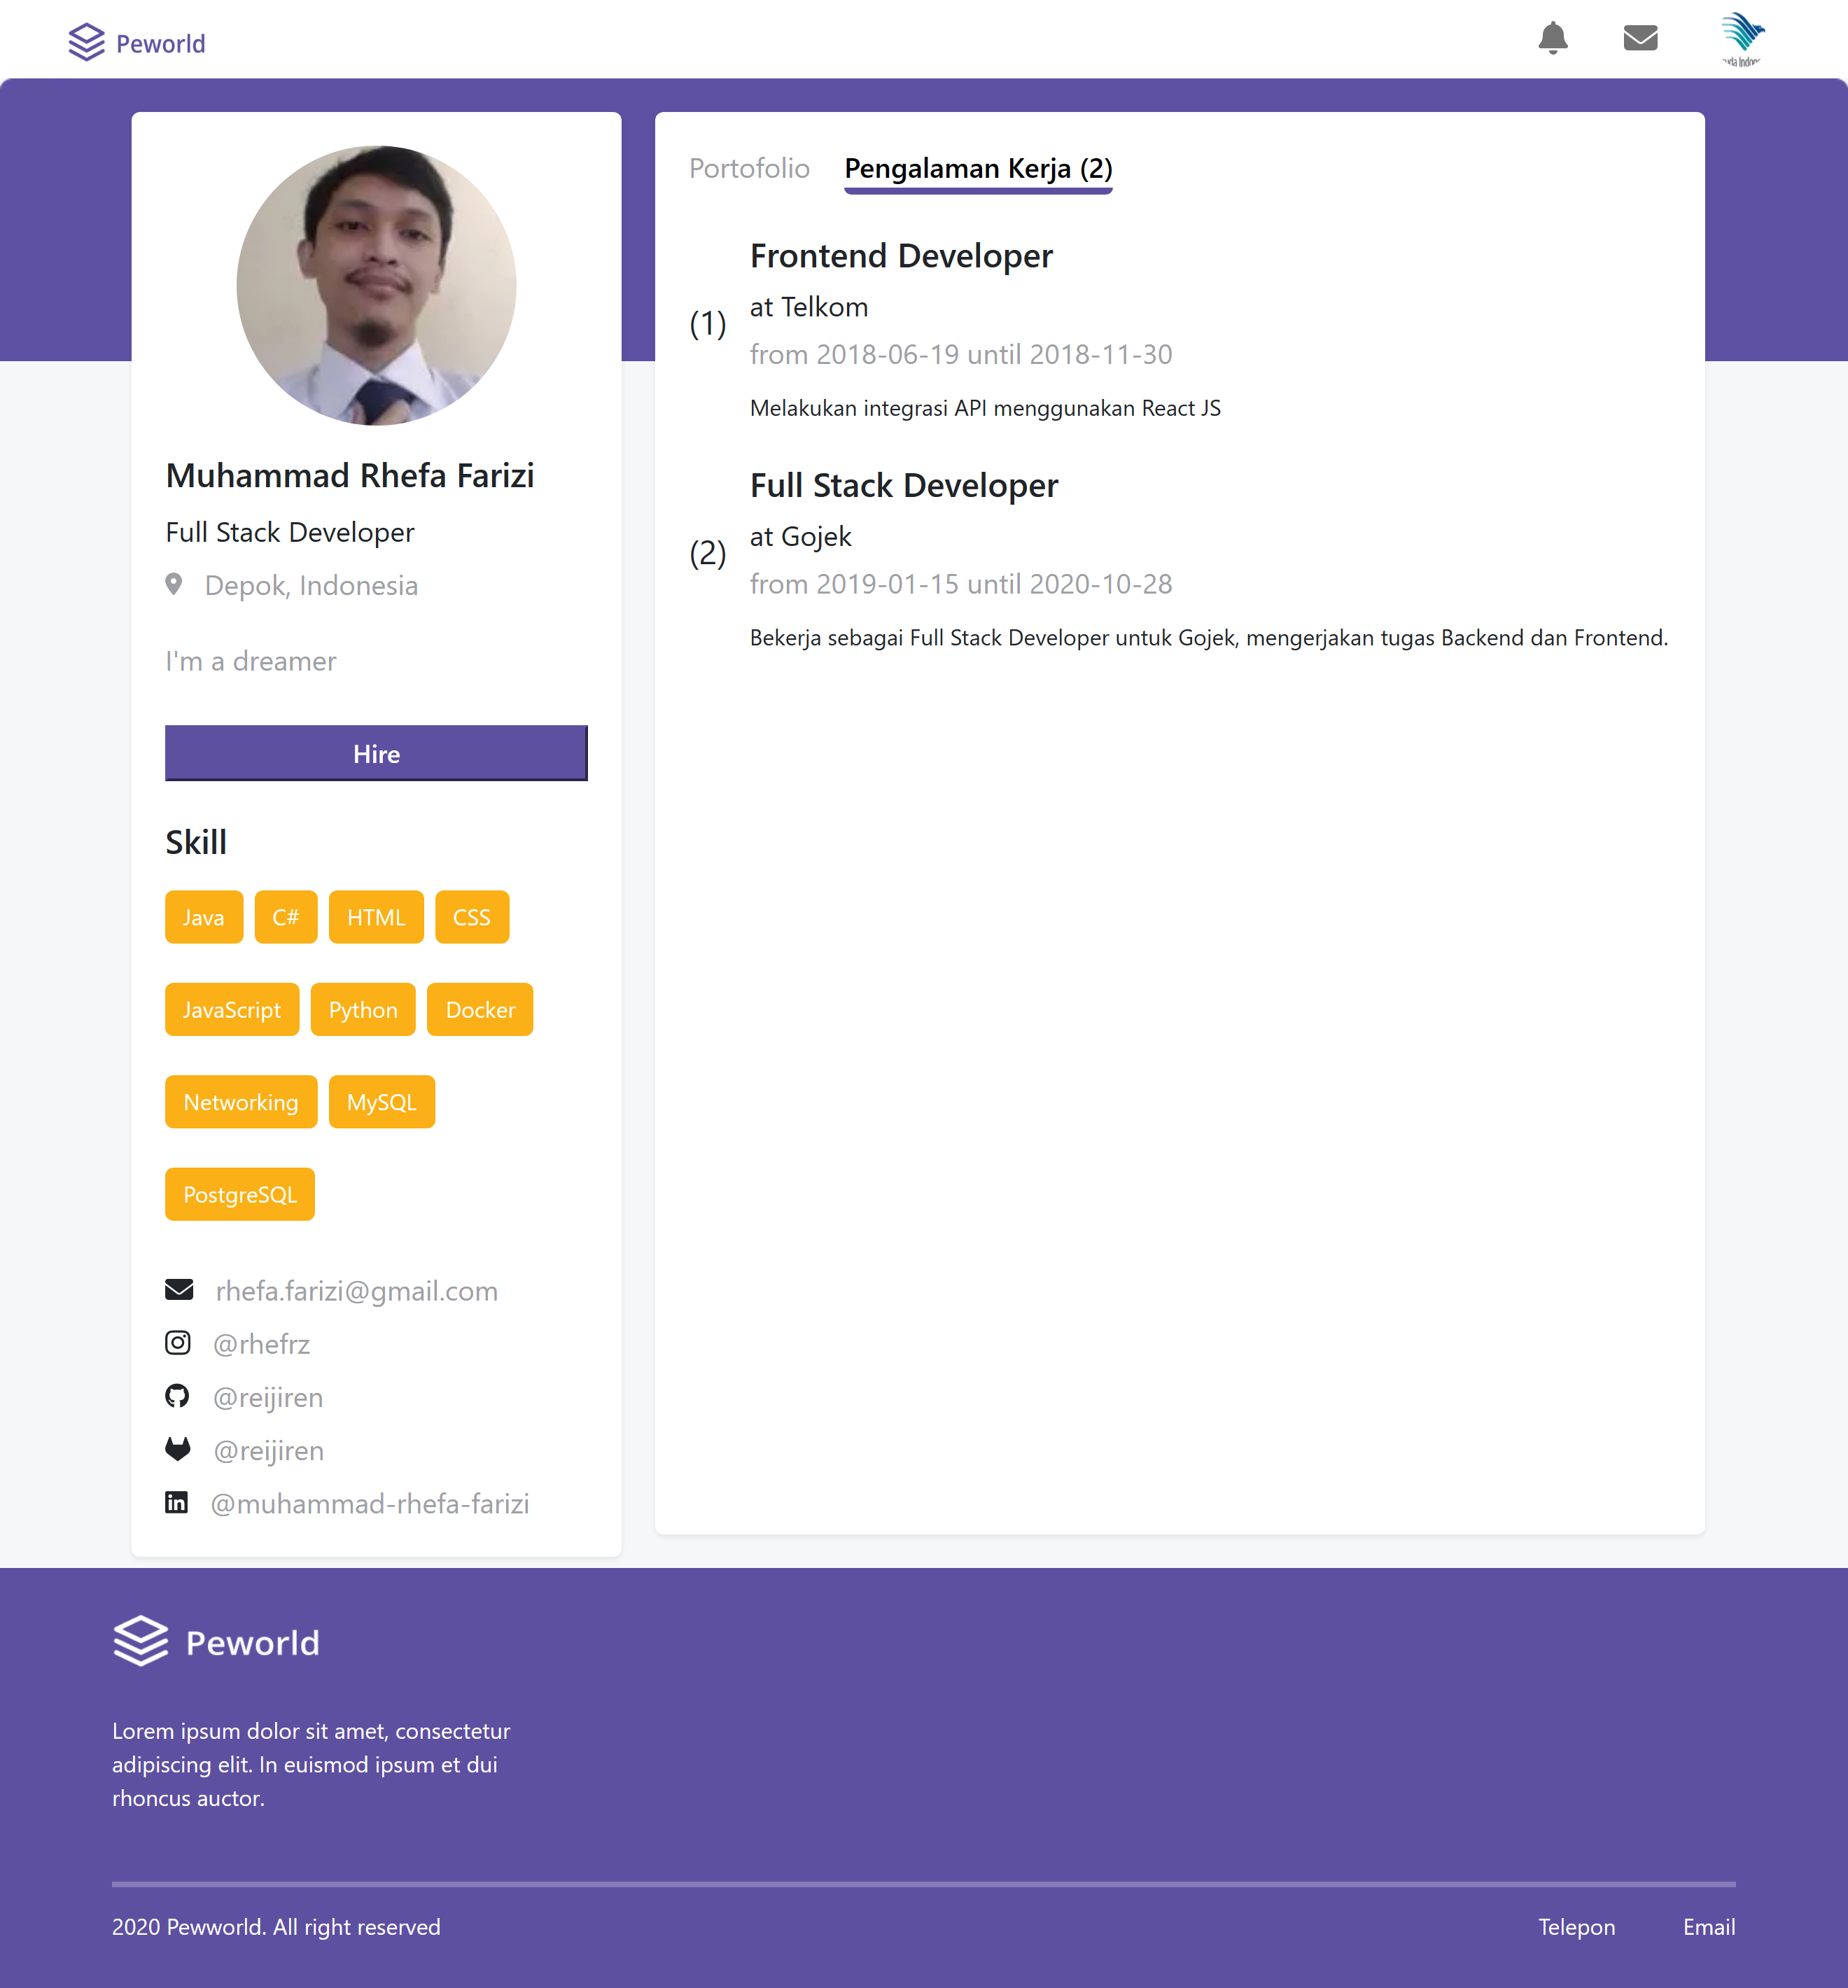 Peworld
Muhammad Rhefa Farizi
Full Stack Developer
Depok, Indonesia
I'm a dreamer
Hire
Skill
Java C# HTML CSS
JavaScript Python Docker
Networking MySQL
PostgreSQL
rhefa.farizi@gmail.com
@rhefrz
@reijiren
@reijiren
@muhammad-rhefa-farizi
Portofolio Pengalaman Kerja (2)
(1)
Frontend Developer
at Telkom
from 2018-06-19 until 2018-11-30
Melakukan integrasi API menggunakan React JS
(2)
Full Stack Developer
at Gojek
from 2019-01-15 until 2020-10-28
Bekerja sebagai Full Stack Developer untuk Gojek, mengerjakan tugas Backend dan Frontend.
Peworld
Lorem ipsum dolor sit amet, consectetur
adipiscing elit. In euismod ipsum et dui
rhoncus auctor.
2020 Pewworld. All right reserved
Telepon Email